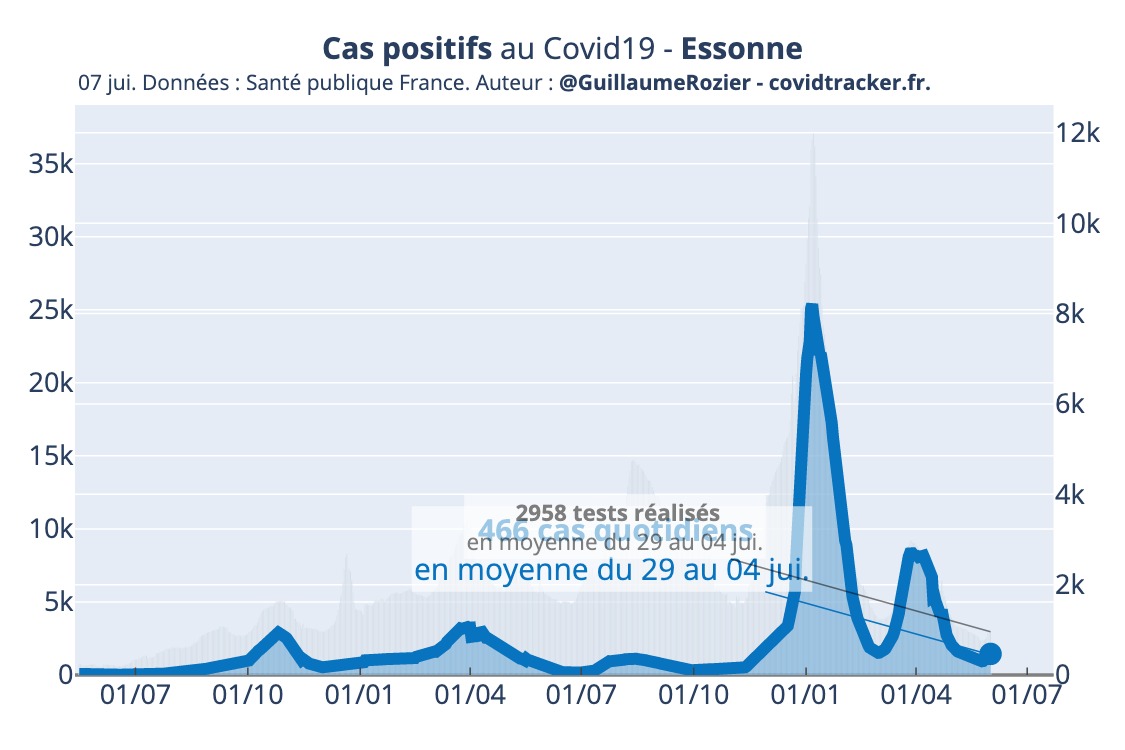 Cas positifs au Covid19 - Essonne
07 jui. Données : Santé publique France. Auteur : @GuillaumeRozier - covidtracker.fr.
12k
35k
10k
30k
25k
8k
20k
6k
15k
4k
2958 tests réalisés
10k
466 cas quotidiens
en moyenne du 29 au 04 jui.
en moyenne du 29 au 04 jui.
2k
5k
0
0
01/07 01/10 01/01 01/04 01/07 01/10 01/01 01/04 01/07